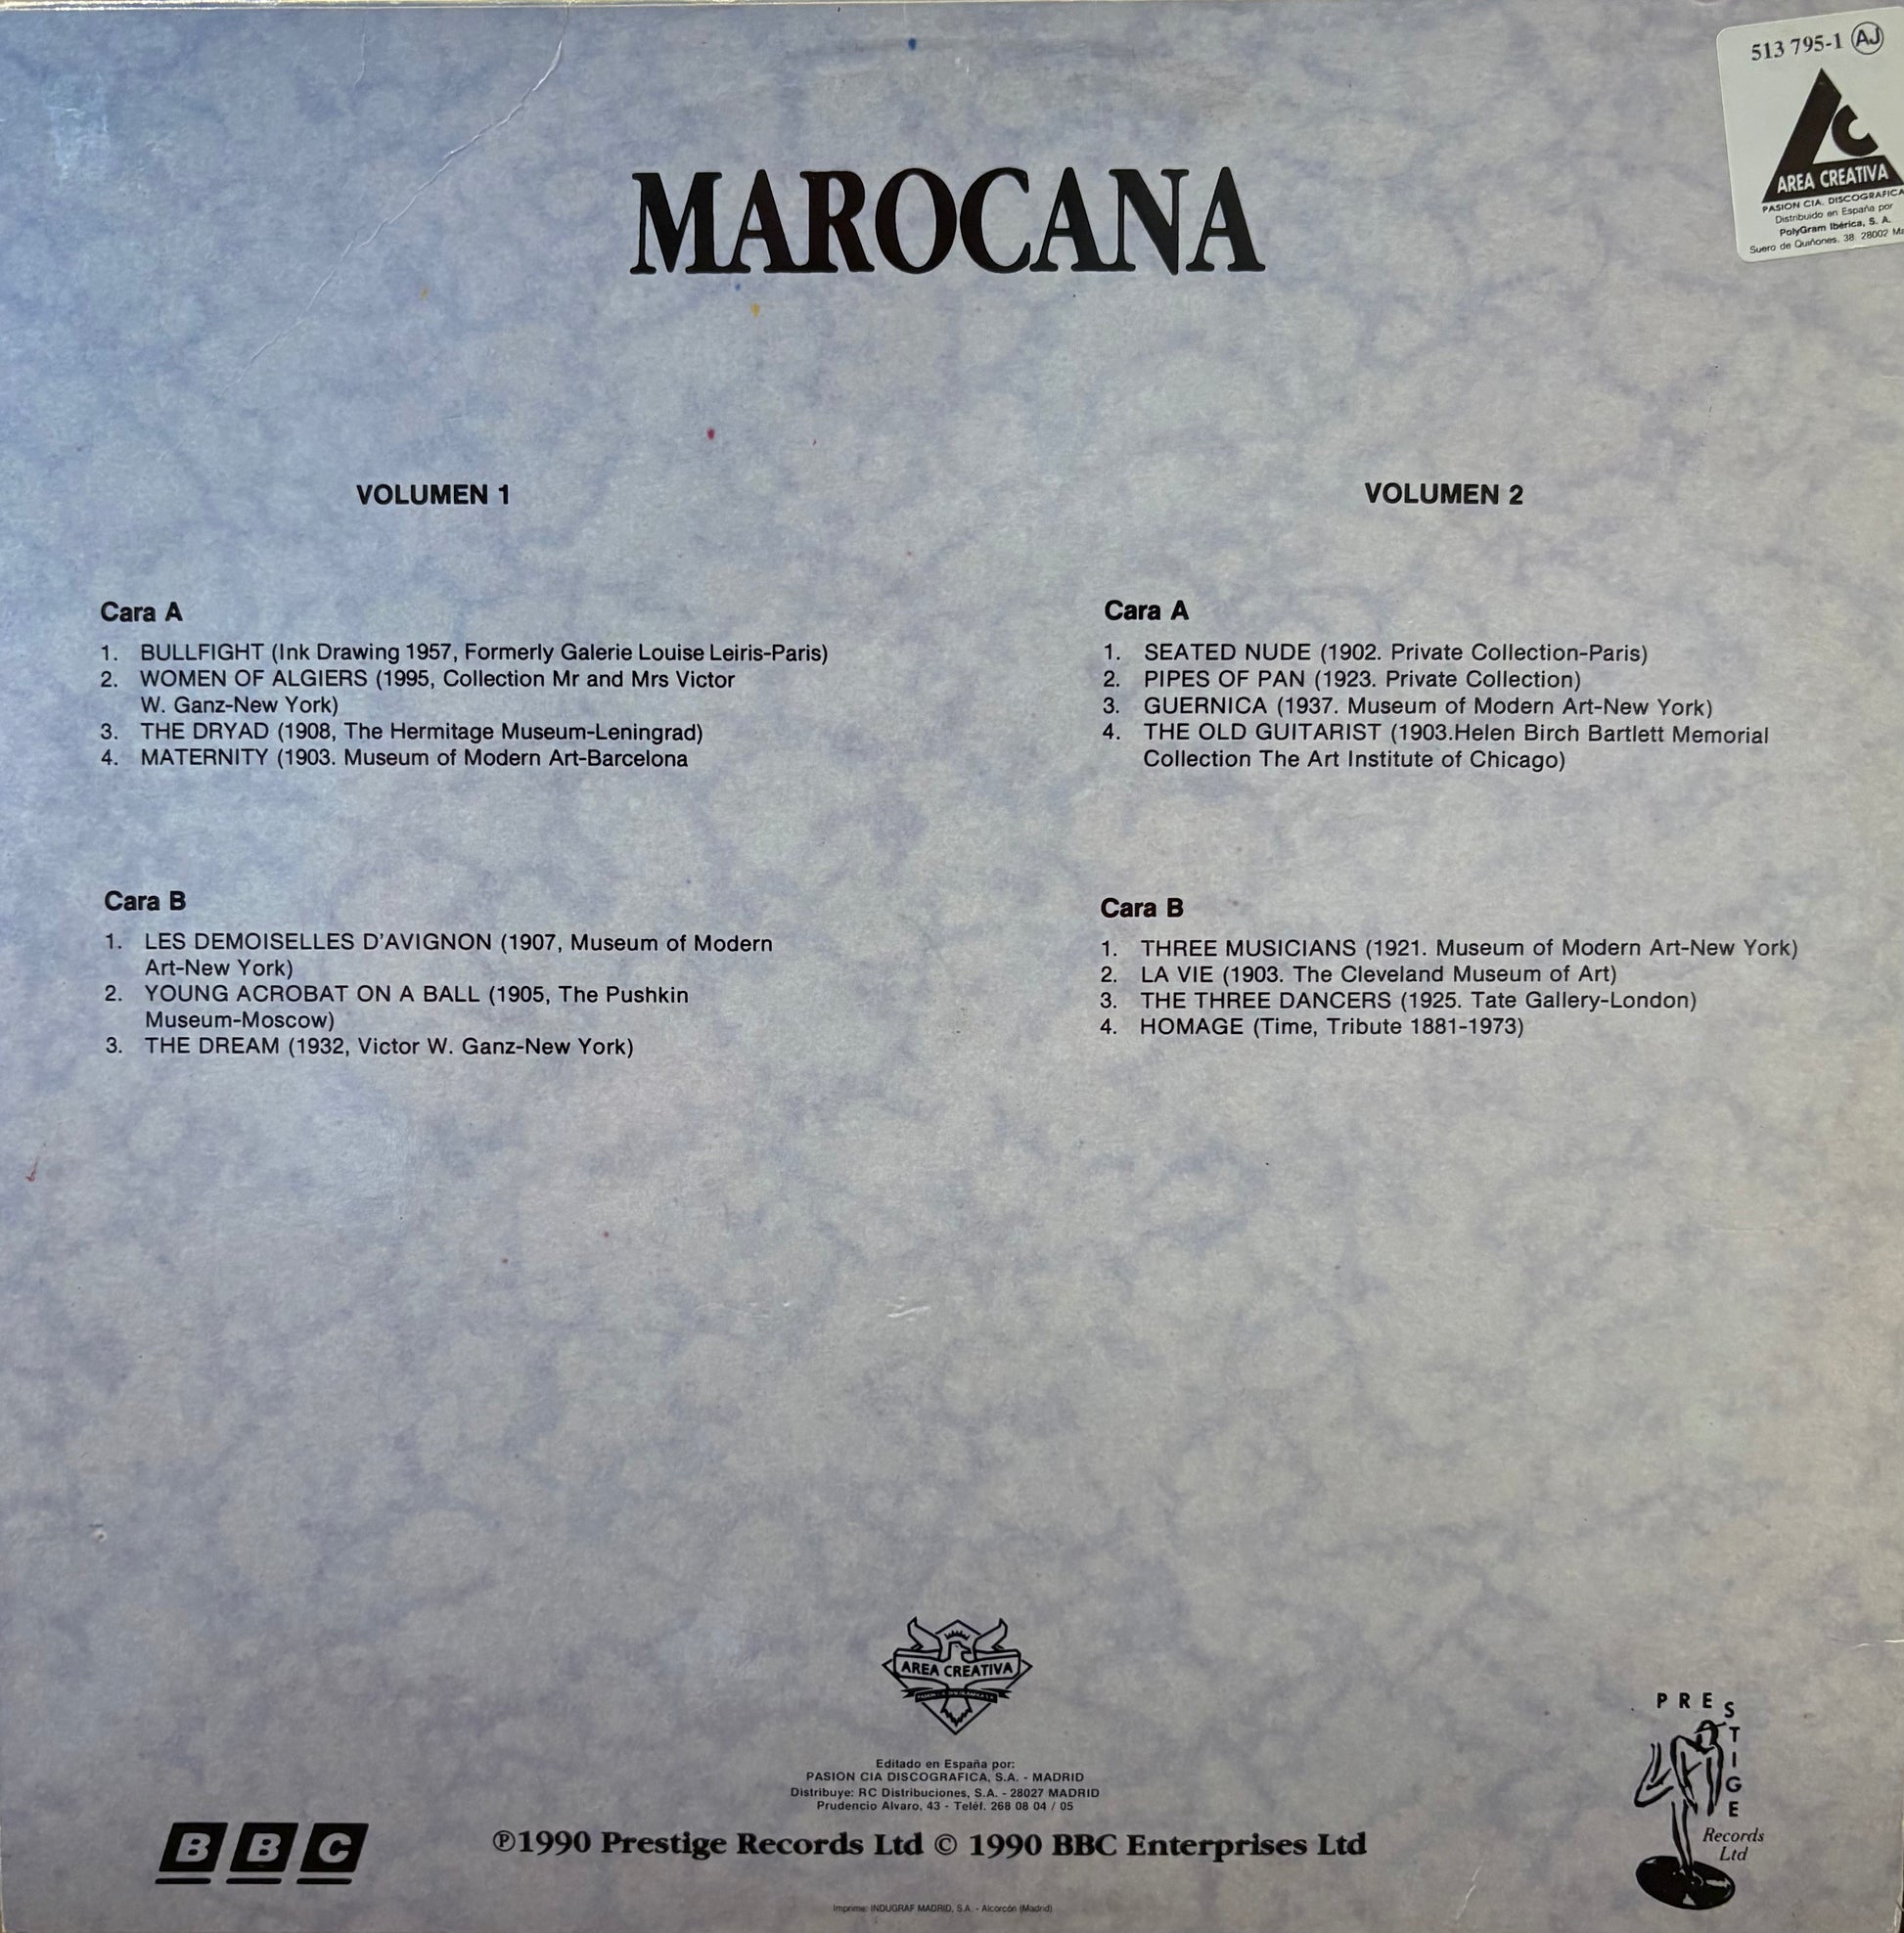 513 795-1 AJ
AREA CREATIVA
PASION CIA. DISCOGRAFICA
Distribuido en España por
PolyGram Ibérica, S. A.
Suero de Quiñones. 38. 28002
MAROCANA
VOLUMEN 1
Cara A
1. BULLFIGHT (Ink Drawing 1957, Formerly Galerie Louise Leiris-Paris)
2. WOMEN OF ALGIERS (1995, Collection Mr and Mrs Victor
W. Ganz-New York)
3. THE DRYAD (1908, The Hermitage Museum-Leningrad)
4. MATERNITY (1903. Museum of Modern Art-Barcelona
Cara B
1. LES DEMOISELLES D'AVIGNON (1907, Museum of Modern
Art-New York)
2. YOUNG ACROBAT ON A BALL (1905, The Pushkin
Museum-Moscow)
3. THE DREAM (1932, Victor W. Ganz-New York)
VOLUMEN 2
Cara A
1. SEATED NUDE (1902. Private Collection-Paris)
2. PIPES OF PAN (1923. Private Collection)
3. GUERNICA (1937. Museum of Modern Art-New York)
4. THE OLD GUITARIST (1903.Helen Birch Bartlett Memorial
Collection The Art Institute of Chicago)
Cara B
1. THREE MUSICIANS (1921. Museum of Modern Art-New York)
2. LA VIE (1903. The Cleveland Museum of Art)
3. THE THREE DANCERS (1925. Tate Gallery-London)
4. HOMAGE (Time, Tribute 1881-1973)
AREA CREATIVA
Editado en España por:
PASION CIA DISCOGRAFICA, S.A. - MADRID
Distribuye: RC Distribuciones, S.A. - 28027 MADRID
Prudencio Alvaro, 43 - Teléf. 268 08 04 / 05
BBC
℗1990 Prestige Records Ltd © 1990 BBC Enterprises Ltd
PRESTIGE
Records
Ltd
Imprime: INDUGRAF MADRID, S.A. - Alcorcón (Madrid)